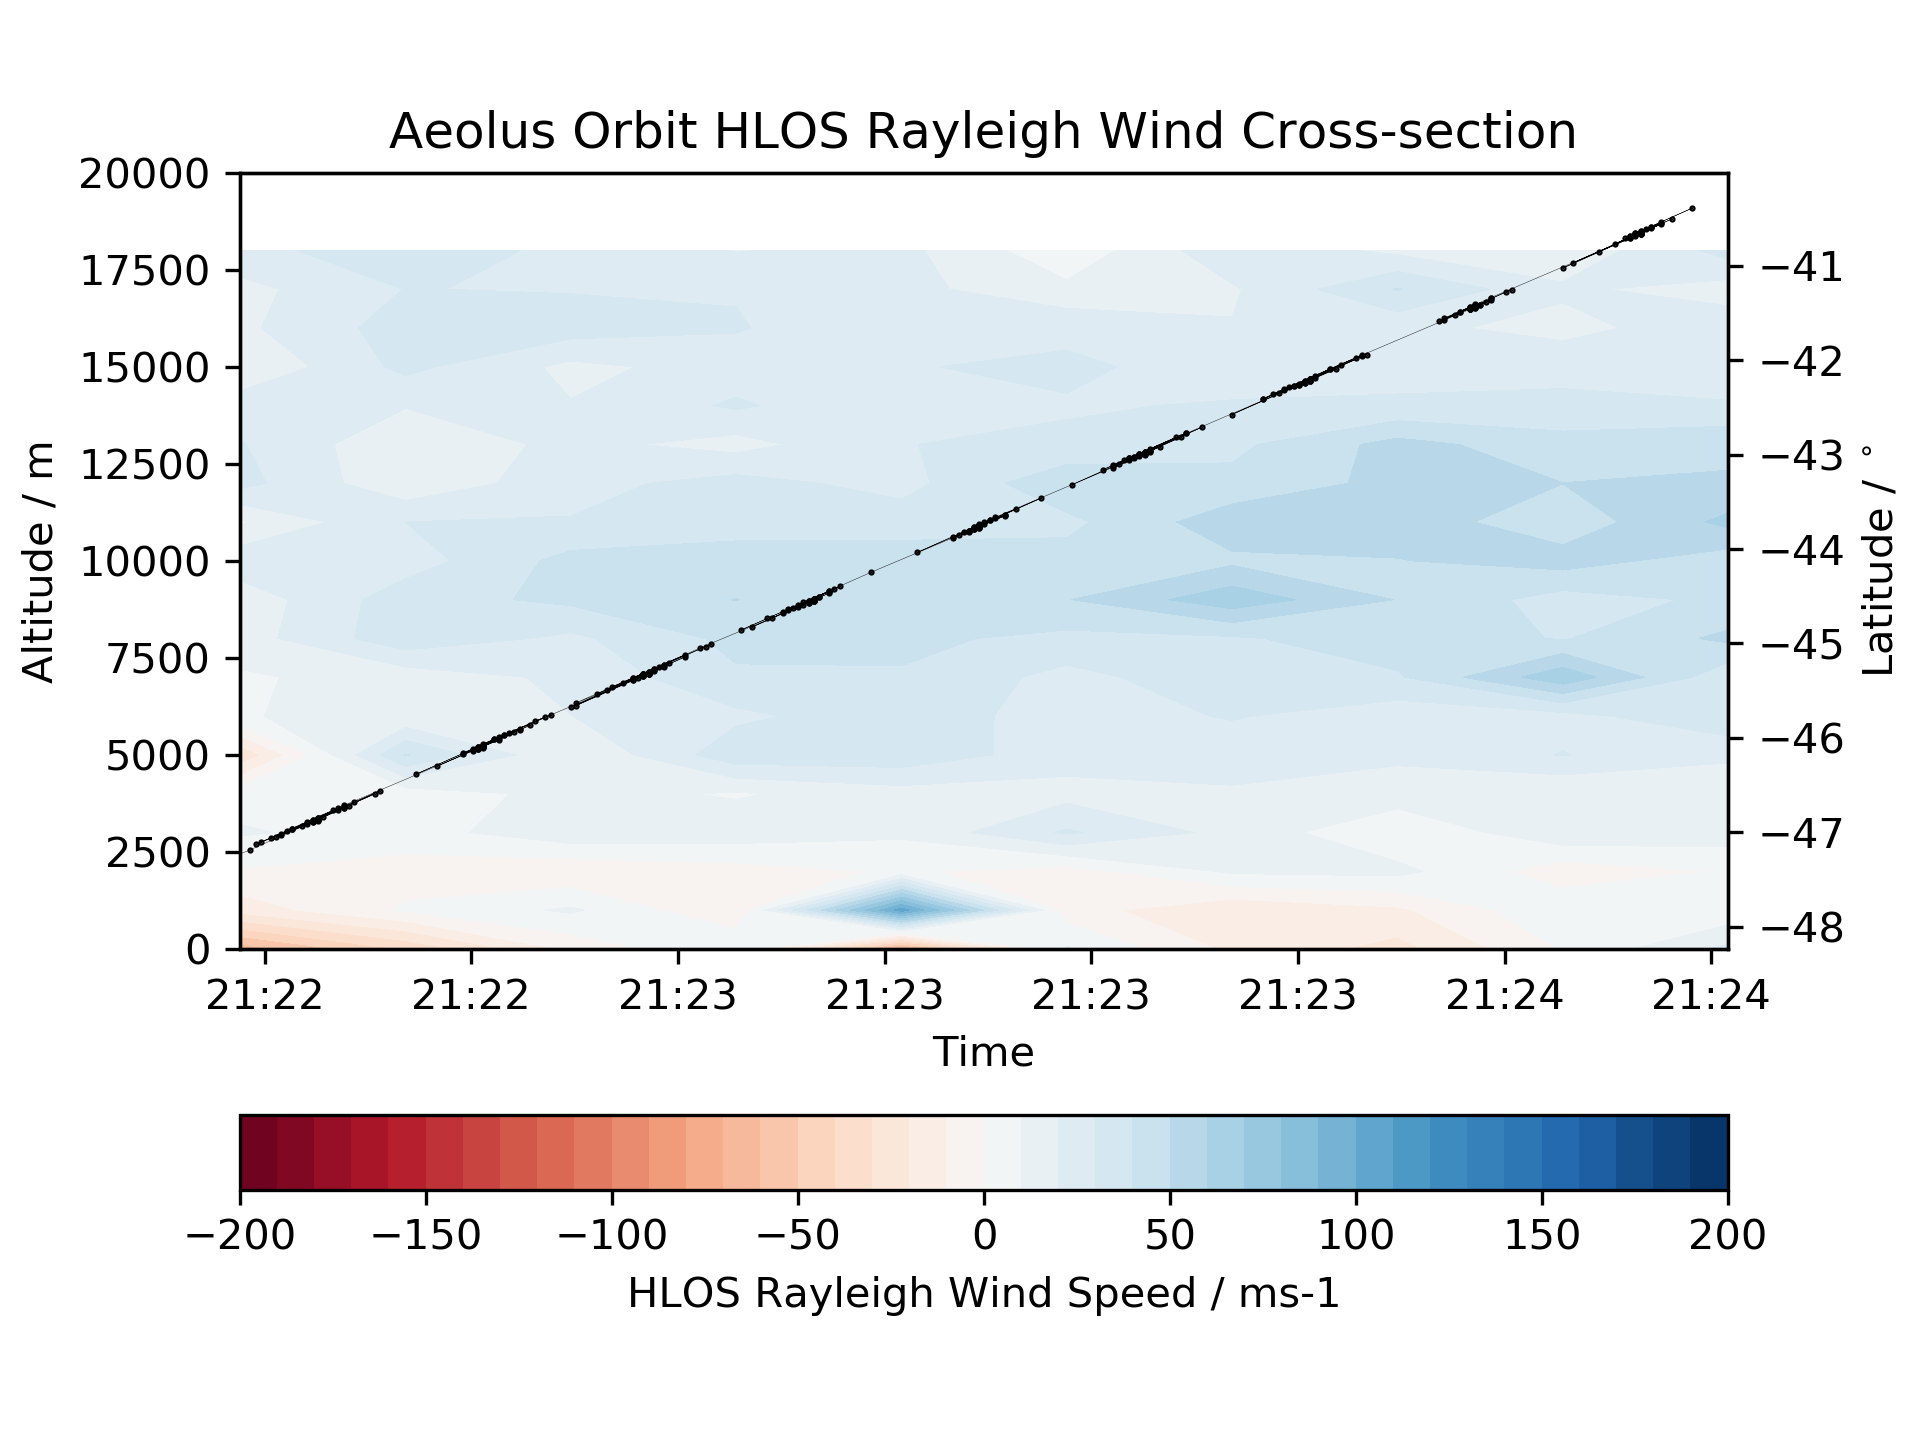 Aeolus Orbit HLOS Rayleigh Wind Cross-section
20000
17500
15000
12500
10000
7500
5000
2500
0
Altitude / m
−41
−42
−43
−44
−45
−46
−47
−48
Latitude / °
21:22 21:22 21:23 21:23 21:23 21:23 21:24 21:24
Time
−200 −150 −100 −50 0 50 100 150 200
HLOS Rayleigh Wind Speed / ms-1